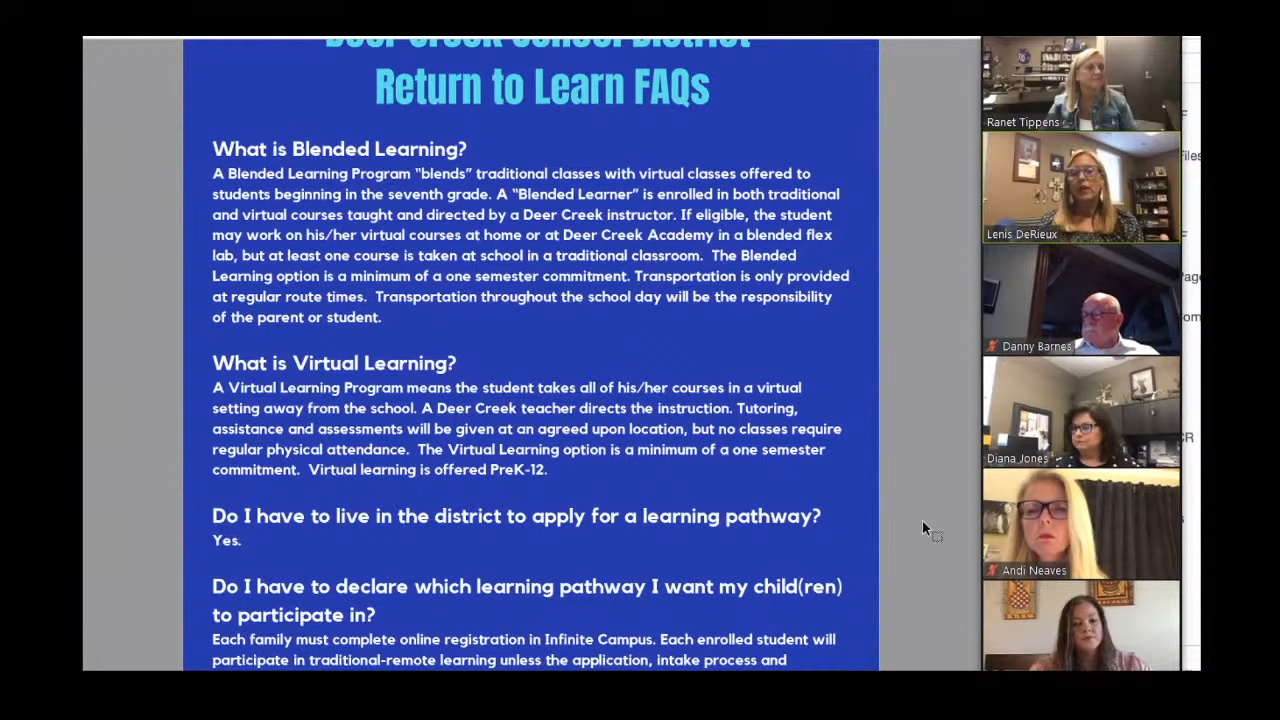 Deer Creek School District
Return to Learn FAQs
What is Blended Learning?
A Blended Learning Program “blends” traditional classes with virtual classes offered to
students beginning in the seventh grade. A “Blended Learner” is enrolled in both traditional
and virtual courses taught and directed by a Deer Creek instructor. If eligible, the student
may work on his/her virtual courses at home or at Deer Creek Academy in a blended flex
lab, but at least one course is taken at school in a traditional classroom. The Blended
Learning option is a minimum of a one semester commitment. Transportation is only provided
at regular route times. Transportation throughout the school day will be the responsibility
of the parent or student.
What is Virtual Learning?
A Virtual Learning Program means the student takes all of his/her courses in a virtual
setting away from the school. A Deer Creek teacher directs the instruction. Tutoring,
assistance and assessments will be given at an agreed upon location, but no classes require
regular physical attendance. The Virtual Learning option is a minimum of a one semester
commitment. Virtual learning is offered PreK-12.
Do I have to live in the district to apply for a learning pathway?
Yes.
Do I have to declare which learning pathway I want my child(ren)
to participate in?
Each family must complete online registration in Infinite Campus. Each enrolled student will
participate in traditional-remote learning unless the application, intake process and
Ranet Tippens
Lenis DeRieux
Danny Barnes
Diana Jones
Andi Neaves